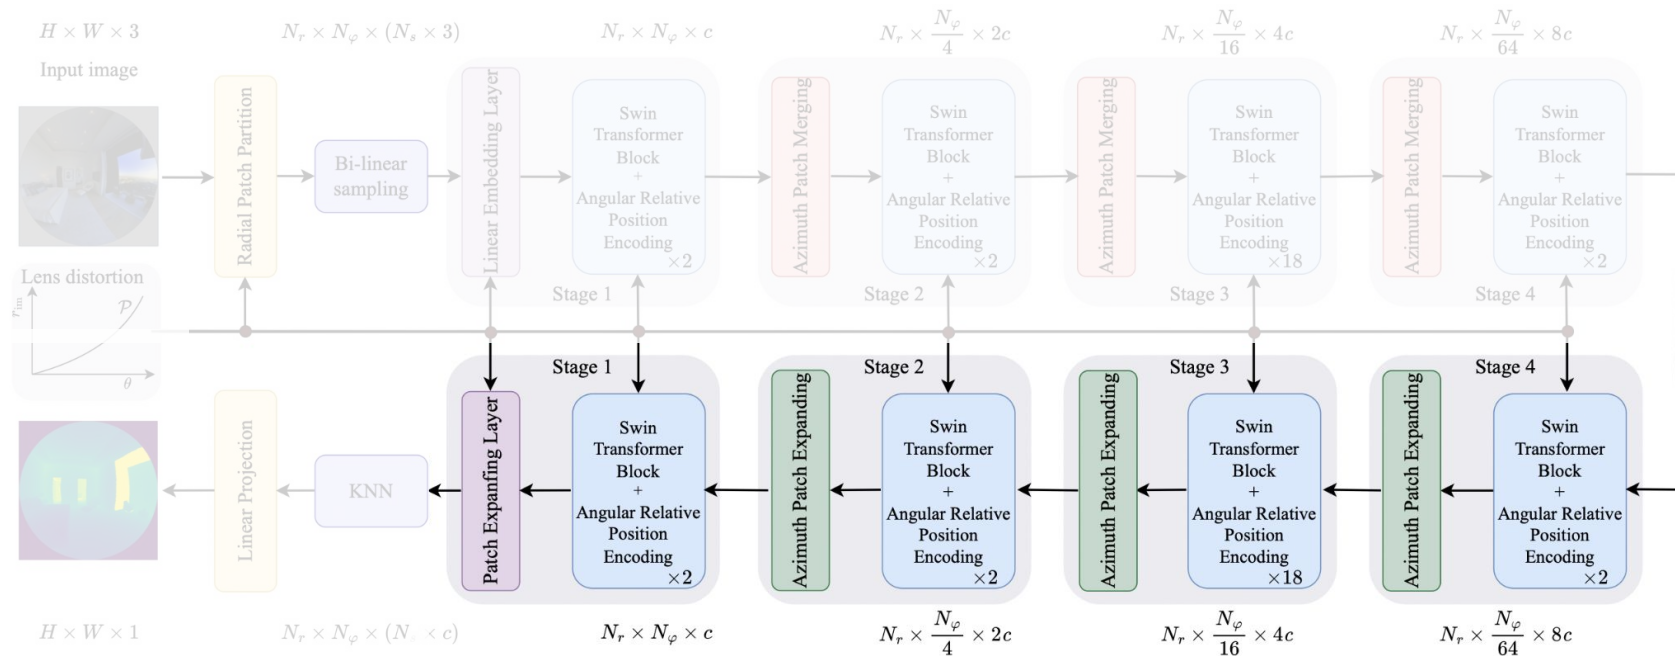 H × W × 3
N_r × N_φ × (N_s × 3)
N_r × N_φ × c
N_r × N_φ/4 × 2c
N_r × N_φ/16 × 4c
N_r × N_φ/64 × 8c
Input image
Radial Patch Partition
Bi-linear
sampling
Linear Embedding Layer
Swin
Transformer
Block
+
Angular Relative
Position
Encoding
×2
Stage 1
Azimuth Patch Merging
Swin
Transformer
Block
+
Angular Relative
Position
Encoding
×2
Stage 2
Azimuth Patch Merging
Swin
Transformer
Block
+
Angular Relative
Position
Encoding
×18
Stage 3
Azimuth Patch Merging
Swin
Transformer
Block
+
Angular Relative
Position
Encoding
×2
Stage 4
Lens distortion
r_im
P
θ
Linear Projection
KNN
Stage 1
Patch Expanfing Layer
Swin
Transformer
Block
+
Angular Relative
Position
Encoding
×2
Stage 2
Azimuth Patch Expanding
Swin
Transformer
Block
+
Angular Relative
Position
Encoding
×2
Stage 3
Azimuth Patch Expanding
Swin
Transformer
Block
+
Angular Relative
Position
Encoding
×18
Stage 4
Azimuth Patch Expanding
Swin
Transformer
Block
+
Angular Relative
Position
Encoding
×2
H × W × 1
N_r × N_φ × (N × c)
N_r × N_φ × c
N_r × N_φ/4 × 2c
N_r × N_φ/16 × 4c
N_r × N_φ/64 × 8c